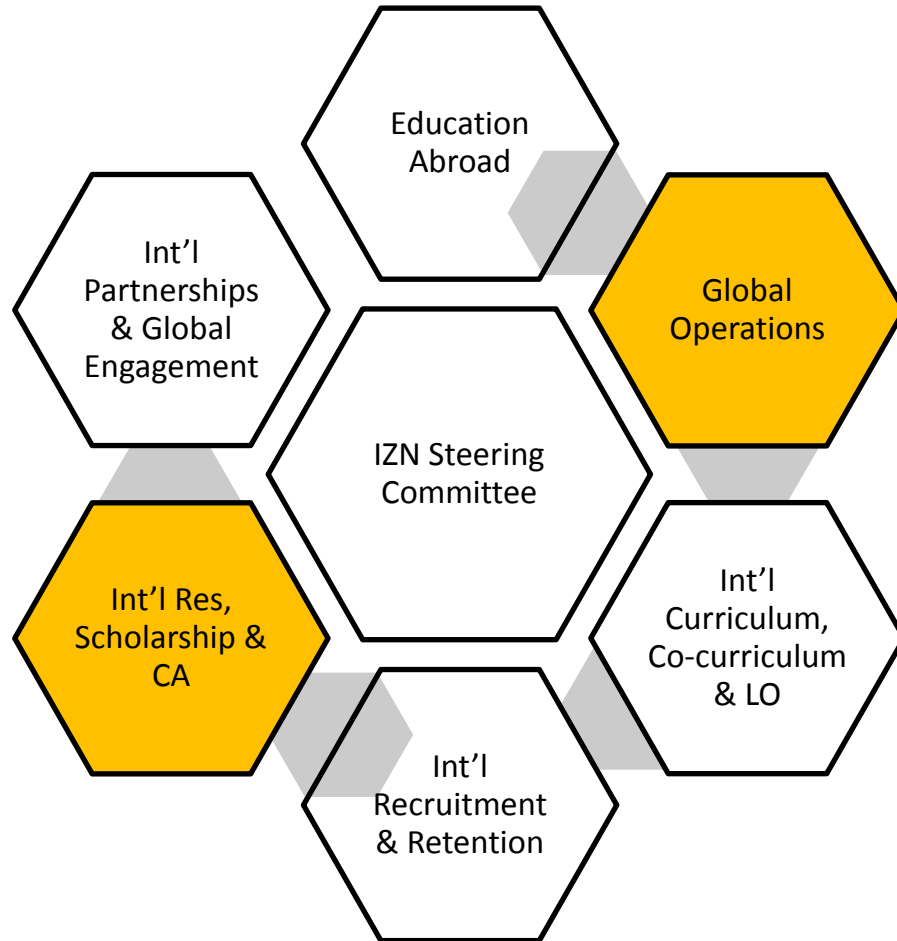 Education
Abroad
Int’l
Partnerships
& Global
Engagement
Global
Operations
IZN Steering
Committee
Int’l Res,
Scholarship &
CA
Int’l
Curriculum,
Co-curriculum
& LO
Int’l
Recruitment
& Retention